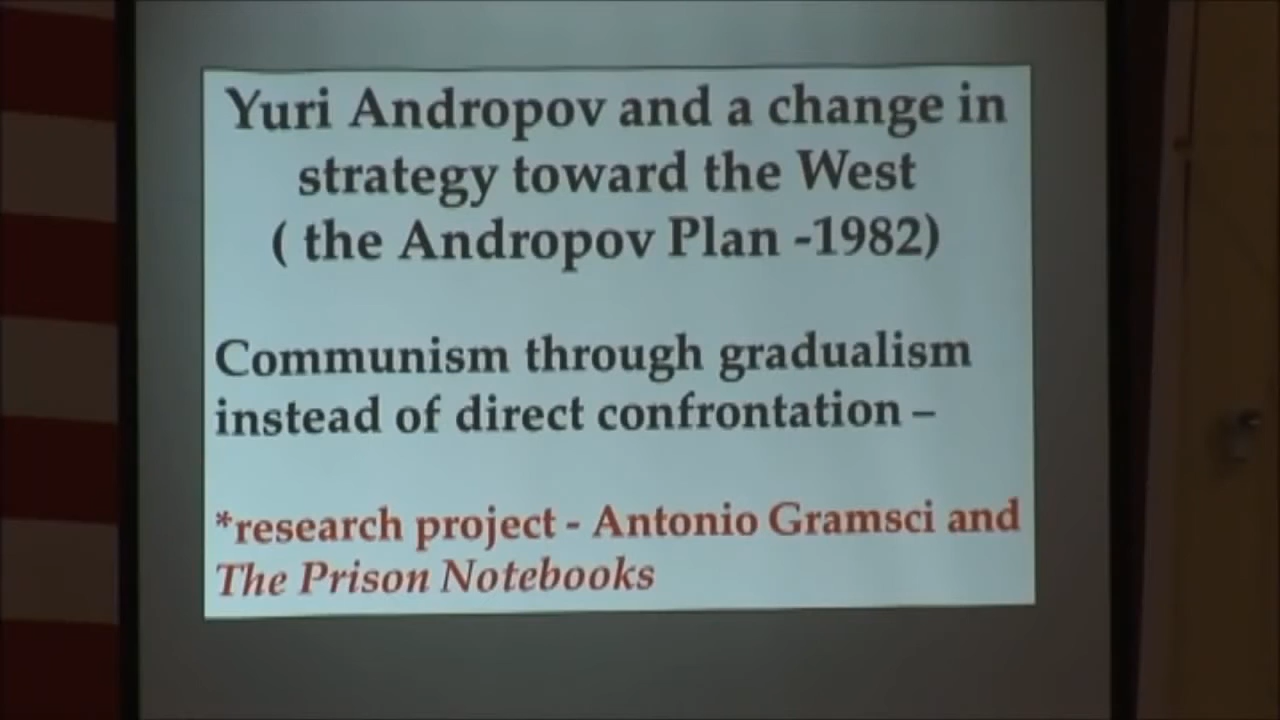 Yuri Andropov and a change in
strategy toward the West
( the Andropov Plan -1982)
Communism through gradualism
instead of direct confrontation –
*research project - Antonio Gramsci and
The Prison Notebooks